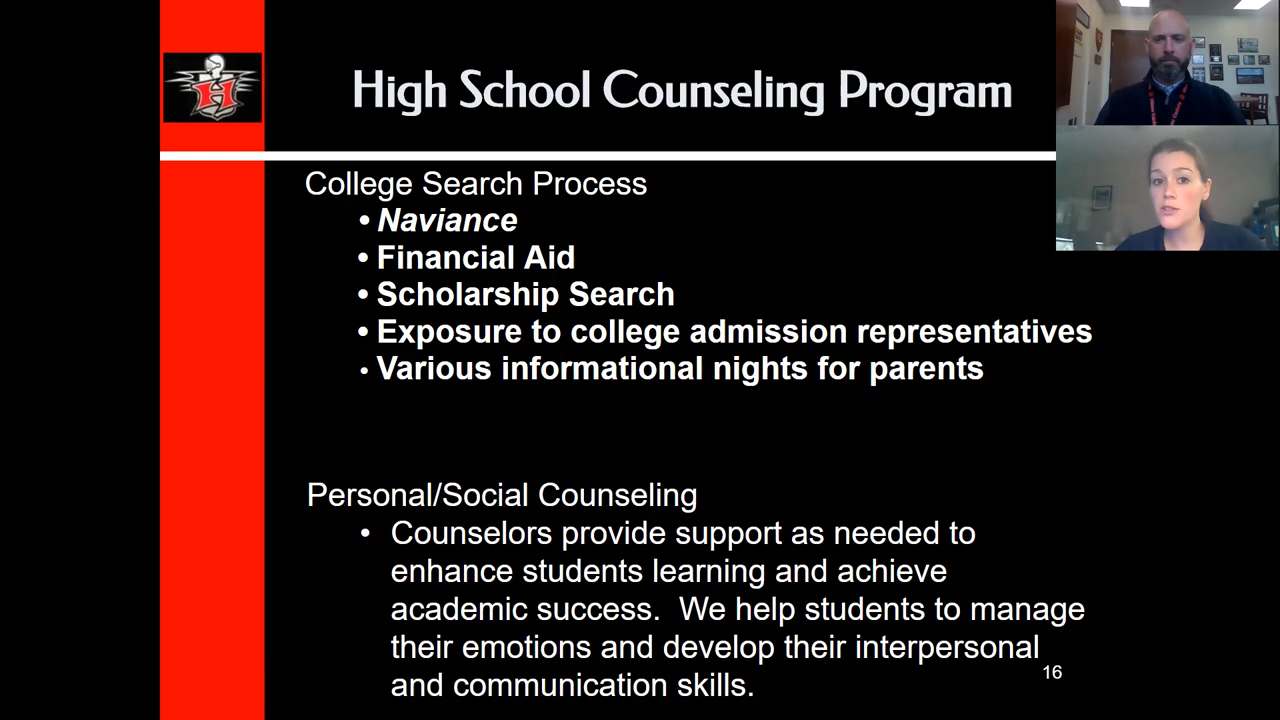 High School Counseling Program
H
College Search Process
• Naviance
• Financial Aid
• Scholarship Search
• Exposure to college admission representatives
• Various informational nights for parents
Personal/Social Counseling
• Counselors provide support as needed to
enhance students learning and achieve
academic success.  We help students to manage
their emotions and develop their interpersonal
and communication skills.
16